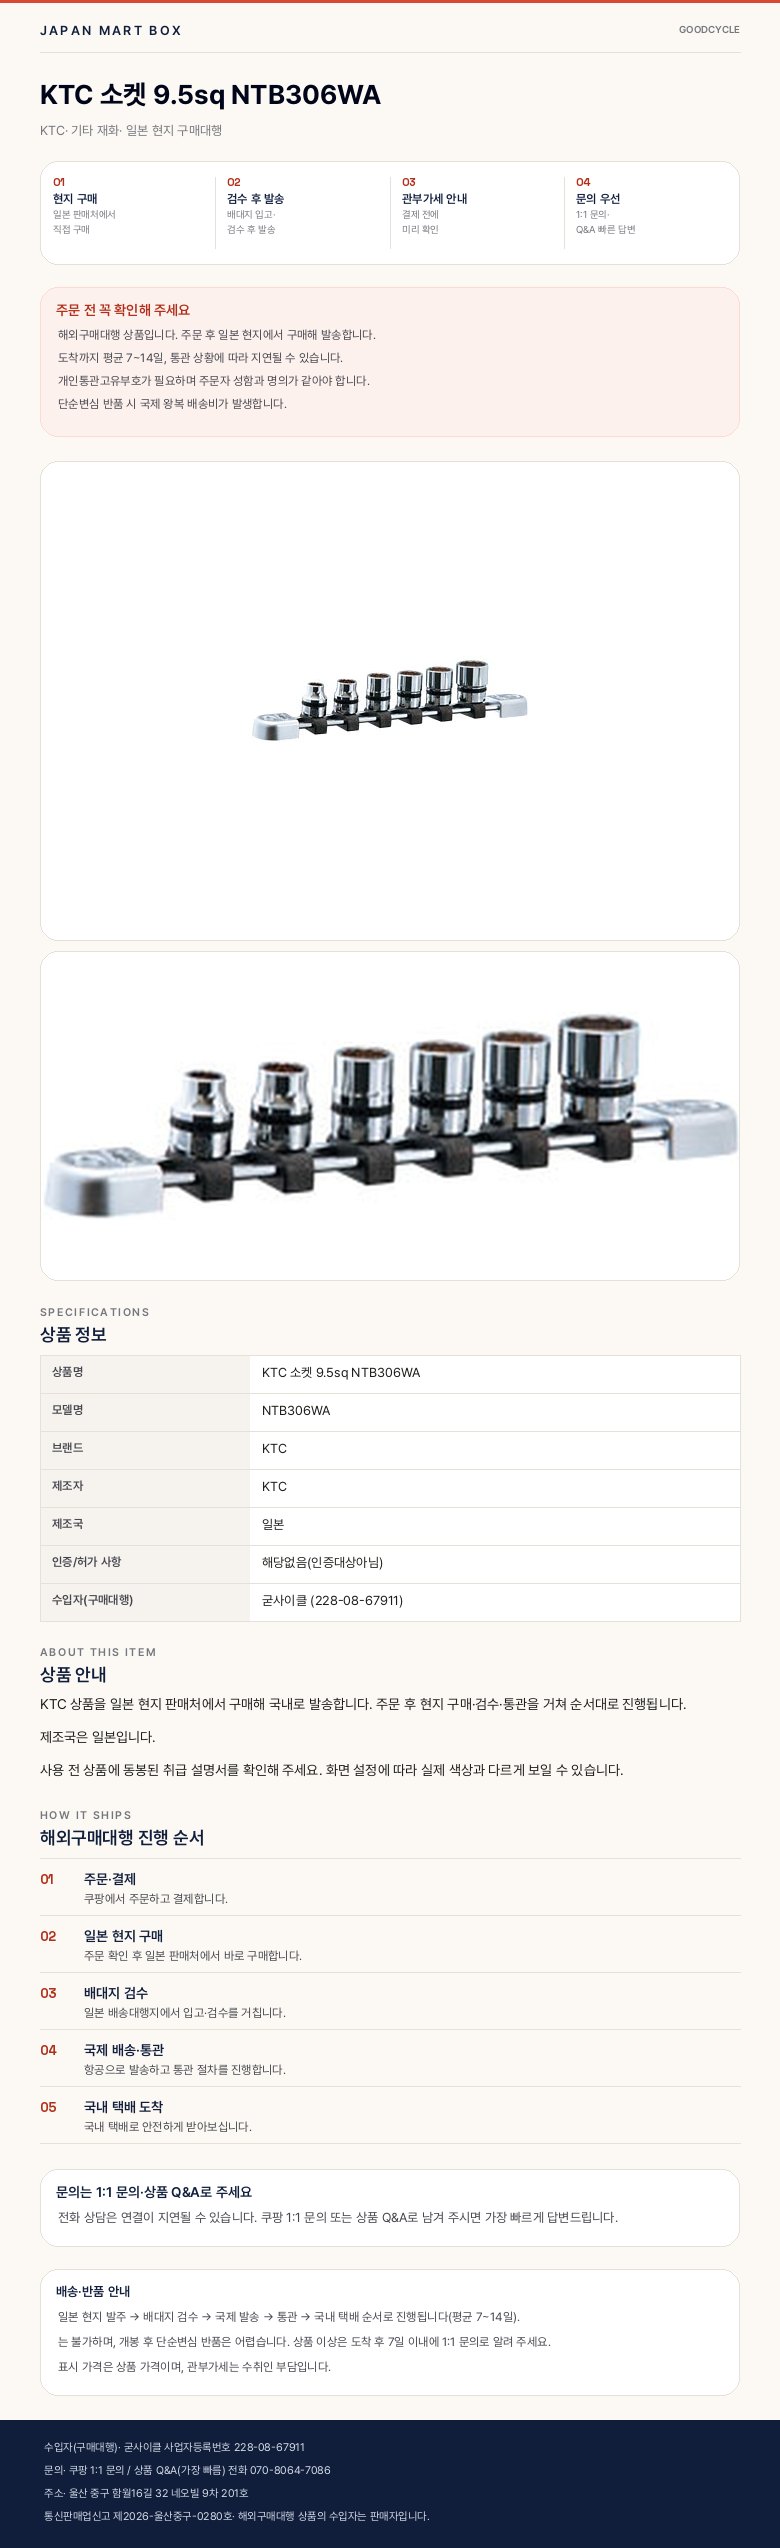 JAPAN MART BOX
GOODCYCLE
KTC 소켓 9.5sq NTB306WA
KTC· 기타 재화· 일본 현지 구매대행
01
현지 구매
일본 판매처에서
직접 구매
02
검수 후 발송
배대지 입고·
검수 후 발송
03
관부가세 안내
결제 전에
미리 확인
04
문의 우선
1:1 문의·
Q&A 빠른 답변
주문 전 꼭 확인해 주세요
해외구매대행 상품입니다. 주문 후 일본 현지에서 구매해 발송합니다.
도착까지 평균 7~14일, 통관 상황에 따라 지연될 수 있습니다.
개인통관고유부호가 필요하며 주문자 성함과 명의가 같아야 합니다.
단순변심 반품 시 국제 왕복 배송비가 발생합니다.
SPECIFICATIONS
상품 정보
상품명 KTC 소켓 9.5sq NTB306WA
모델명 NTB306WA
브랜드 KTC
제조자 KTC
제조국 일본
인증/허가 사항 해당없음(인증대상아님)
수입자(구매대행) 굳사이클 (228-08-67911)
ABOUT THIS ITEM
상품 안내
KTC 상품을 일본 현지 판매처에서 구매해 국내로 발송합니다. 주문 후 현지 구매·검수·통관을 거쳐 순서대로 진행됩니다.
제조국은 일본입니다.
사용 전 상품에 동봉된 취급 설명서를 확인해 주세요. 화면 설정에 따라 실제 색상과 다르게 보일 수 있습니다.
HOW IT SHIPS
해외구매대행 진행 순서
01 주문·결제
쿠팡에서 주문하고 결제합니다.
02 일본 현지 구매
주문 확인 후 일본 판매처에서 바로 구매합니다.
03 배대지 검수
일본 배송대행지에서 입고·검수를 거칩니다.
04 국제 배송·통관
항공으로 발송하고 통관 절차를 진행합니다.
05 국내 택배 도착
국내 택배로 안전하게 받아보십니다.
문의는 1:1 문의·상품 Q&A로 주세요
전화 상담은 연결이 지연될 수 있습니다. 쿠팡 1:1 문의 또는 상품 Q&A로 남겨 주시면 가장 빠르게 답변드립니다.
배송·반품 안내
일본 현지 발주 → 배대지 검수 → 국제 발송 → 통관 → 국내 택배 순서로 진행됩니다(평균 7~14일).
는 불가하며, 개봉 후 단순변심 반품은 어렵습니다. 상품 이상은 도착 후 7일 이내에 1:1 문의로 알려 주세요.
표시 가격은 상품 가격이며, 관부가세는 수취인 부담입니다.
수입자(구매대행)· 굳사이클 사업자등록번호 228-08-67911
문의· 쿠팡 1:1 문의 / 상품 Q&A(가장 빠름) 전화 070-8064-7086
주소· 울산 중구 함월16길 32 네오빌 9차 201호
통신판매업신고 제2026-울산중구-0280호· 해외구매대행 상품의 수입자는 판매자입니다.